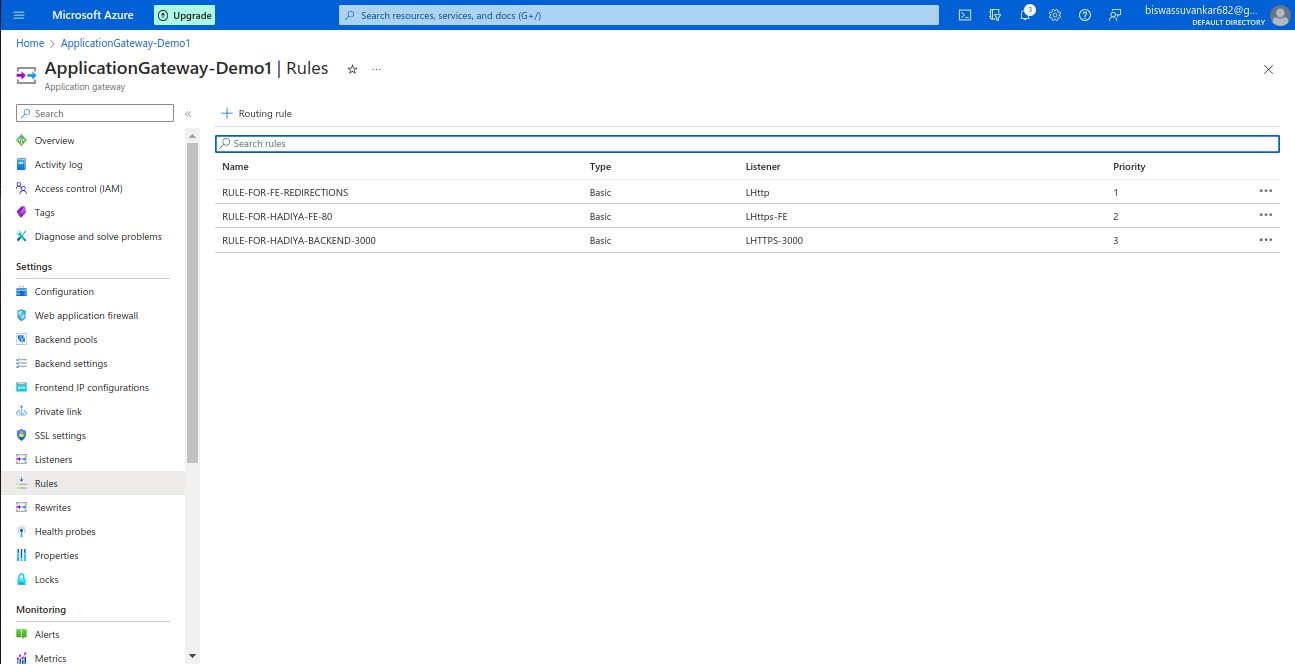 Microsoft Azure
Upgrade
Search resources, services, and docs (G+/)
3
biswassuvankar682@g...
DEFAULT DIRECTORY
Home > ApplicationGateway-Demo1
ApplicationGateway-Demo1 | Rules
...
Application gateway
Search
«
Routing rule
Overview
Activity log
Access control (IAM)
Tags
Diagnose and solve problems
Settings
Configuration
Web application firewall
Backend pools
Backend settings
Frontend IP configurations
Private link
SSL settings
Listeners
Rules
Rewrites
Health probes
Properties
Locks
Monitoring
Alerts
Metrics
Search rules
Name Type Listener Priority
RULE-FOR-FE-REDIRECTIONS Basic LHttp 1 ...
RULE-FOR-HADIYA-FE-80 Basic LHttps-FE 2 ...
RULE-FOR-HADIYA-BACKEND-3000 Basic LHTTPS-3000 3 ...